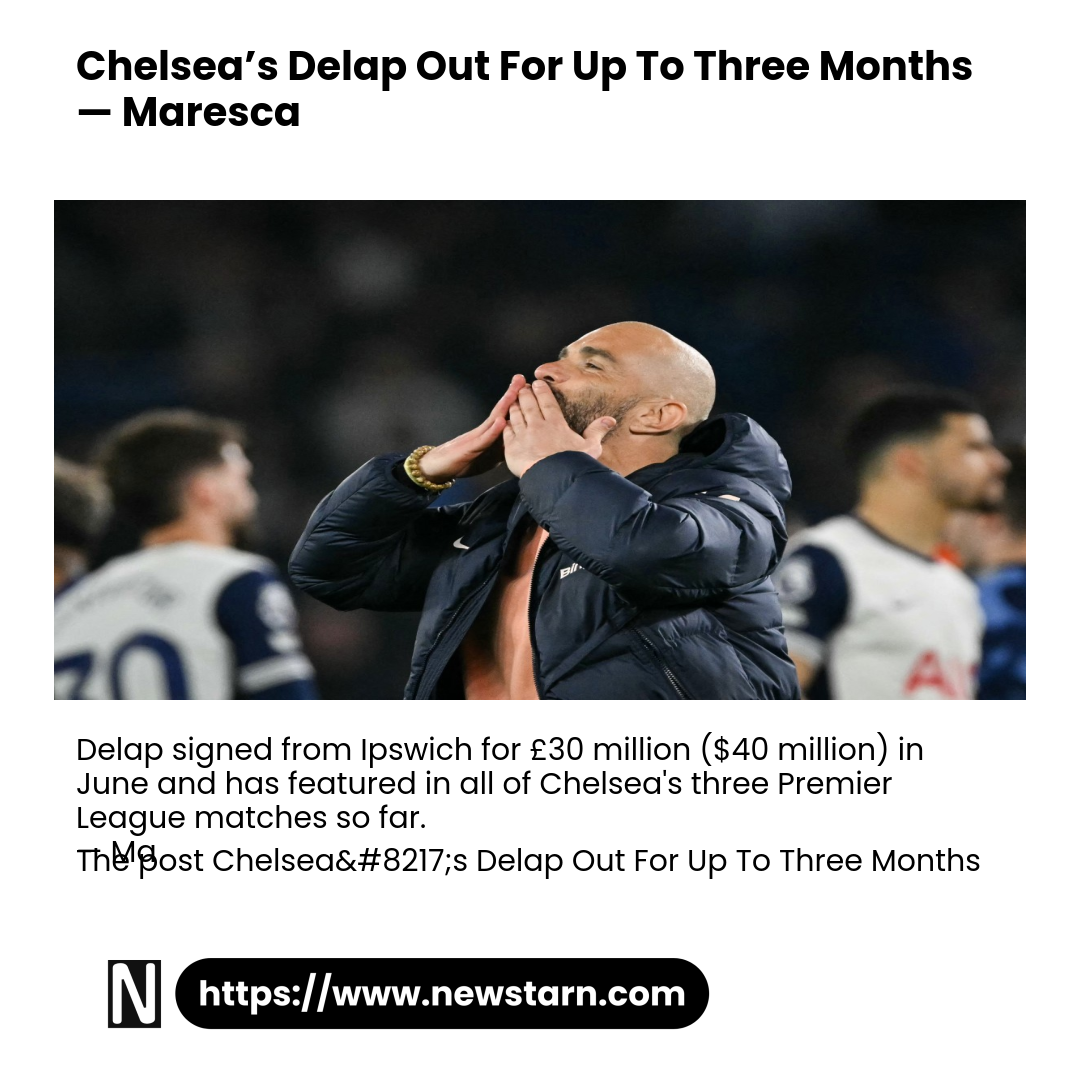 Chelsea’s Delap Out For Up To Three Months
— Maresca
30
Delap signed from Ipswich for £30 million ($40 million) in
June and has featured in all of Chelsea's three Premier
League matches so far.
— Ma
The post Chelsea&#8217;s Delap Out For Up To Three Months
N
https://www.newstarn.com